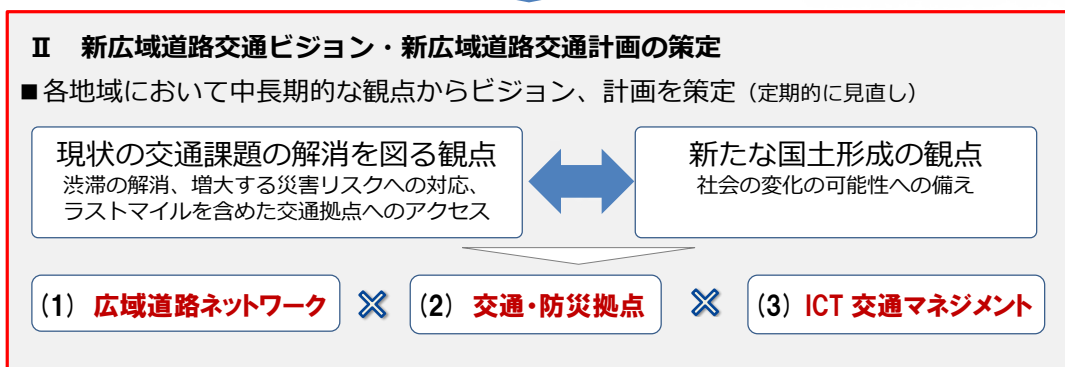 Ⅱ 新広域道路交通ビジョン・新広域道路交通計画の策定
■各地域において中長期的な観点からビジョン、計画を策定（定期的に見直し）
現状の交通課題の解消を図る観点
渋滞の解消、増大する災害リスクへの対応、
ラストマイルを含めた交通拠点へのアクセス
新たな国土形成の観点
社会の変化の可能性への備え
(1) 広域道路ネットワーク
(2) 交通・防災拠点
(3) ICT 交通マネジメント